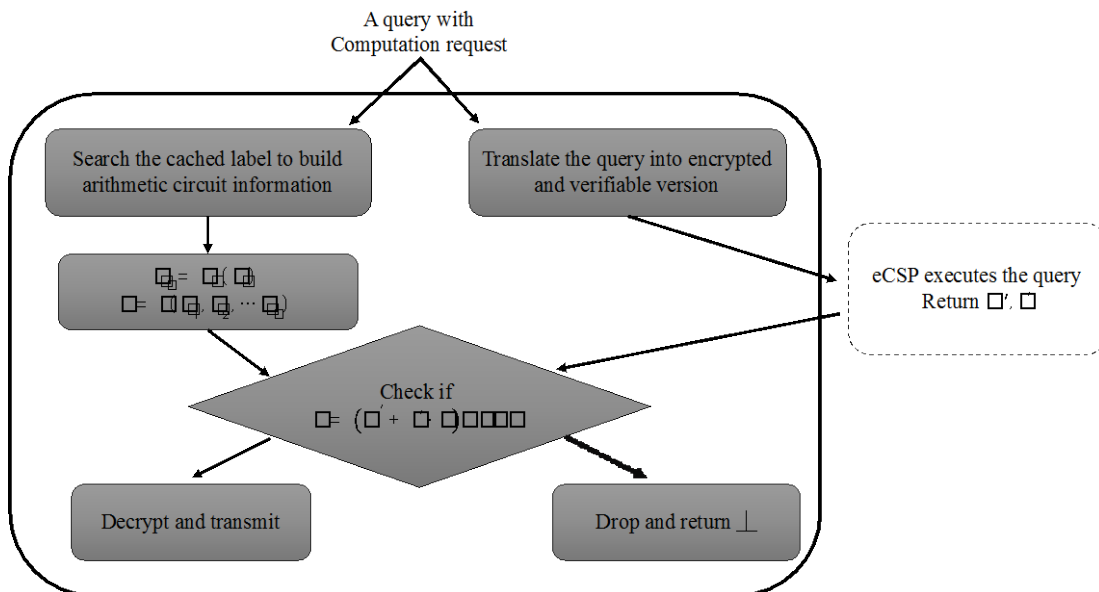 A query with
Computation request
Search the cached label to build
arithmetic circuit information
Translate the query into encrypted
and verifiable version
eCSP executes the query
Return
Check if
Decrypt and transmit
Drop and return ⊥